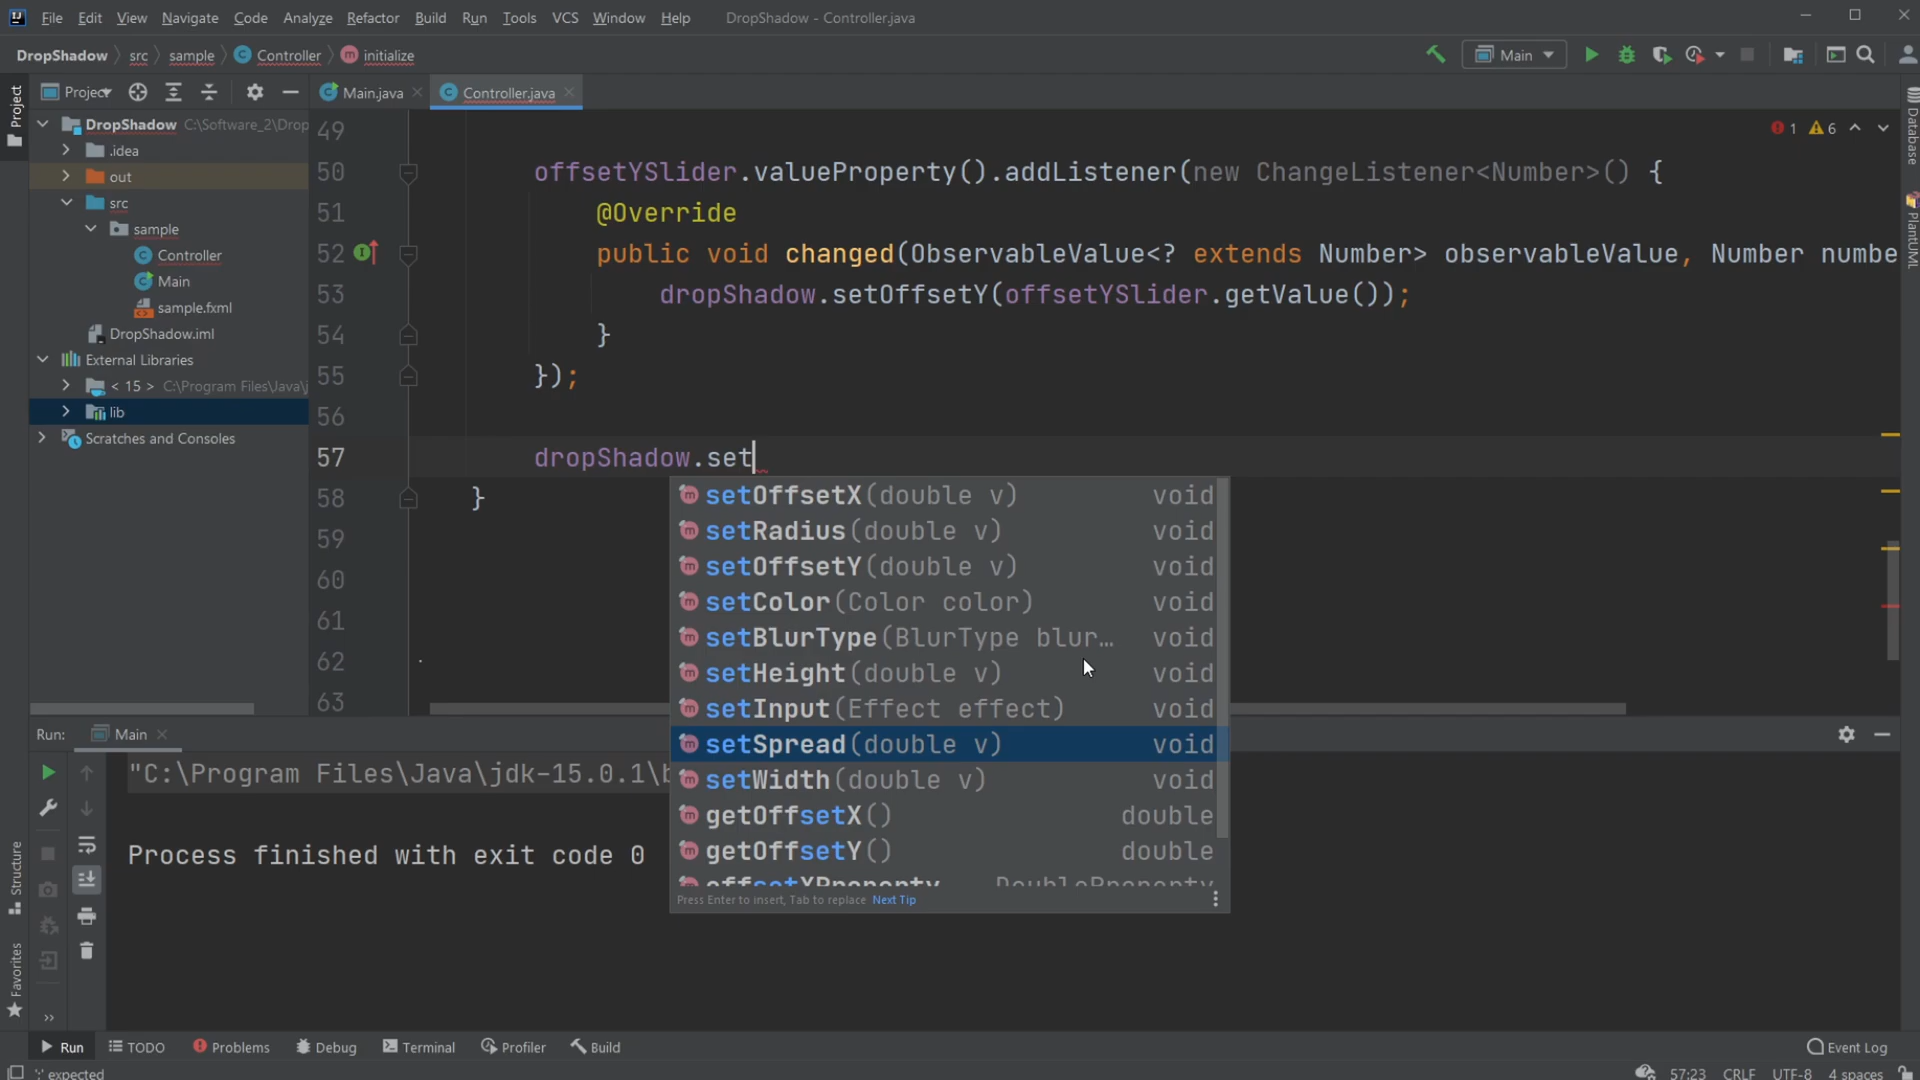 File Edit View Navigate Code Analyze Refactor Build Run Tools VCS Window Help DropShadow - Controller.java
DropShadow src sample Controller initialize
Main
Project
Main.java Controller.java
Project
DropShadow C:\Software_2\Drop
.idea
out
src
sample
Controller
Main
sample.fxml
DropShadow.iml
External Libraries
< 15 > C:\Program Files\Java\j
lib
Scratches and Consoles
1 6
49
50 offsetYSlider.valueProperty().addListener(new ChangeListener<Number>() {
51 @Override
52 public void changed(ObservableValue<? extends Number> observableValue, Number numbe
53 dropShadow.setOffsetY(offsetYSlider.getValue());
54 }
55 });
56
57 dropShadow.set
58 }
59
60
61
62
63
setOffsetX(double v) void
setRadius(double v) void
setOffsetY(double v) void
setColor(Color color) void
setBlurType(BlurType blur... void
setHeight(double v) void
setInput(Effect effect) void
setSpread(double v) void
setWidth(double v) void
getOffsetX() double
getOffsetY() double
offsetXProperty DoubleProperty
Press Enter to insert, Tab to replace Next Tip
Database
PlantUML
Run: Main
"C:\Program Files\Java\jdk-15.0.1\b
Process finished with exit code 0
Structure
Favorites
Run TODO Problems Debug Terminal Profiler Build Event Log
';' expected 57:23 CRLF UTF-8 4 spaces